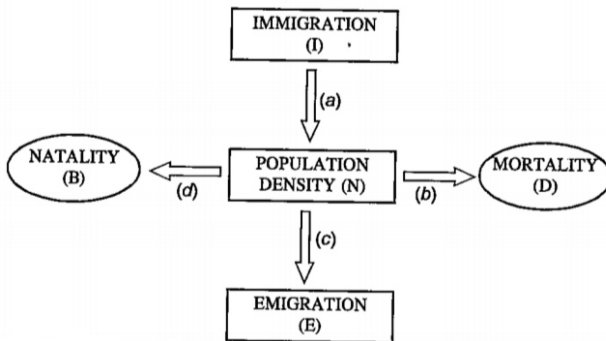 IMMIGRATION
(I)
(a)
NATALITY
(B)
(d)
POPULATION
DENSITY (N)
(b)
MORTALITY
(D)
(c)
EMIGRATION
(E)